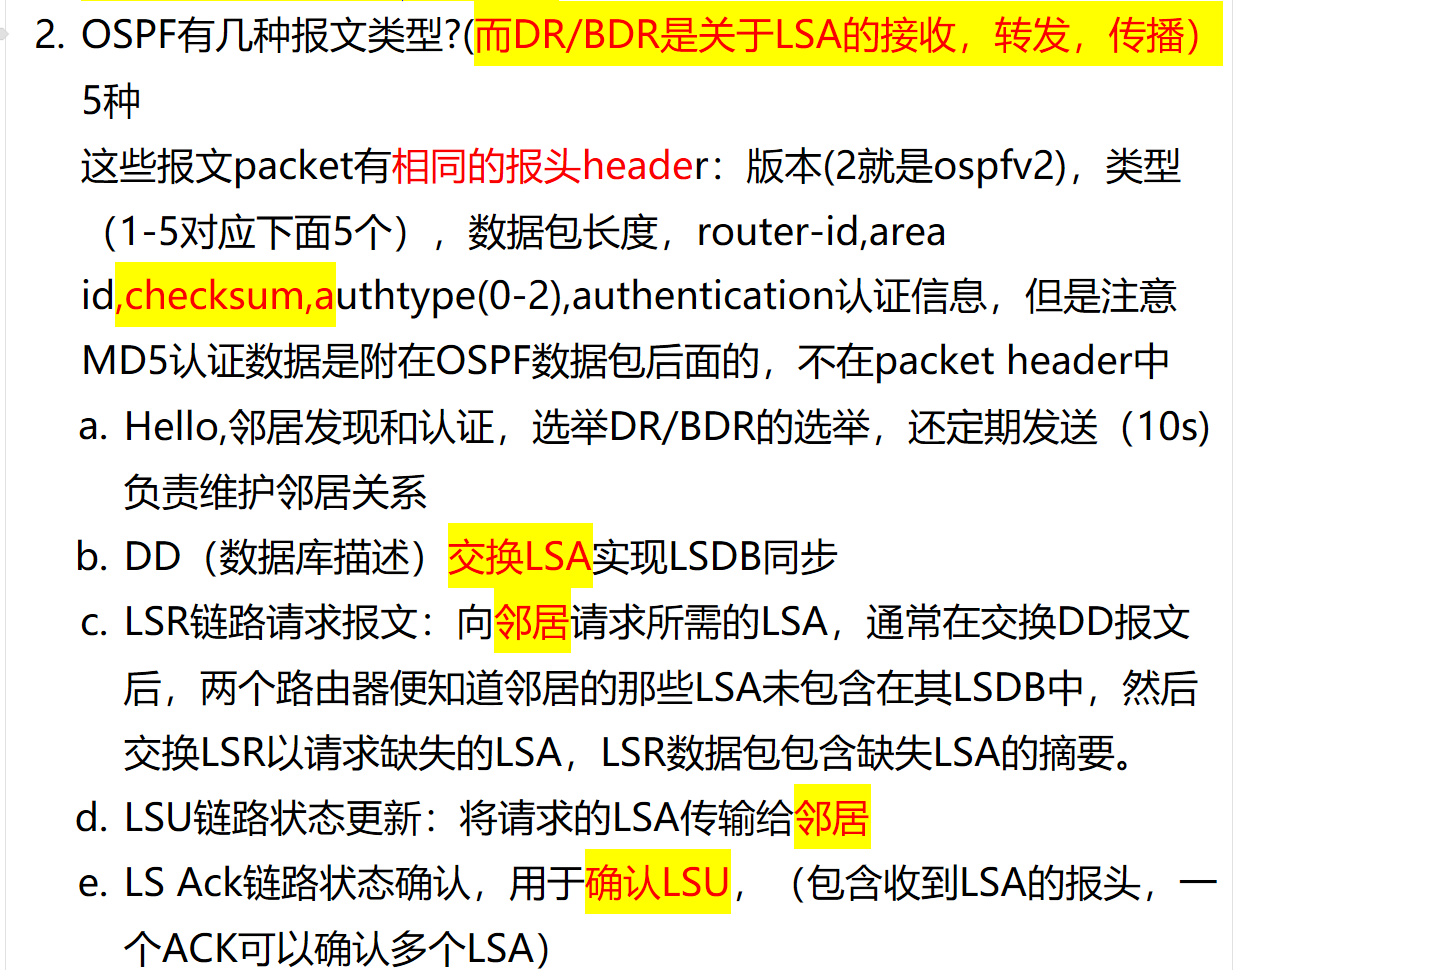 2. OSPF有几种报文类型?(而DR/BDR是关于LSA的接收，转发，传播）
5种
这些报文packet有相同的报头header：版本(2就是ospfv2)，类型
（1-5对应下面5个），数据包长度，router-id,area
id,checksum,authtype(0-2),authentication认证信息，但是注意
MD5认证数据是附在OSPF数据包后面的，不在packet header中
a. Hello,邻居发现和认证，选举DR/BDR的选举，还定期发送（10s)
负责维护邻居关系
b. DD（数据库描述）交换LSA实现LSDB同步
c. LSR链路请求报文：向邻居请求所需的LSA，通常在交换DD报文
后，两个路由器便知道邻居的那些LSA未包含在其LSDB中，然后
交换LSR以请求缺失的LSA，LSR数据包包含缺失LSA的摘要。
d. LSU链路状态更新：将请求的LSA传输给邻居
e. LS Ack链路状态确认，用于确认LSU，（包含收到LSA的报头，一
个ACK可以确认多个LSA）